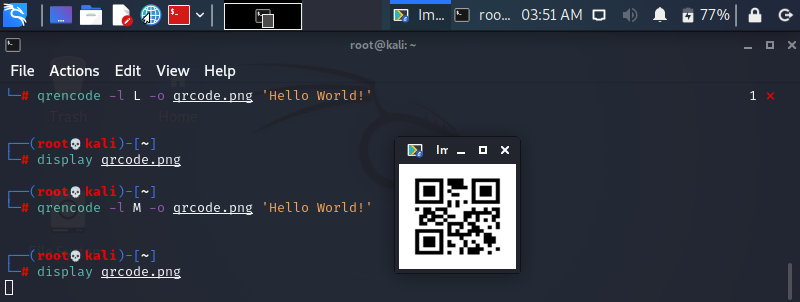 Im... roo... 03:51 AM 77%
root@kali: ~
File Actions Edit View Help
└─# qrencode -l L -o qrcode.png 'Hello World!' 1 ⨯
Trash Home
┌──(root💀kali)-[~]
└─# display qrcode.png
┌──(root💀kali)-[~]
└─# qrencode -l M -o qrcode.png 'Hello World!'
┌──(root💀kali)-[~]
└─# display qrcode.png